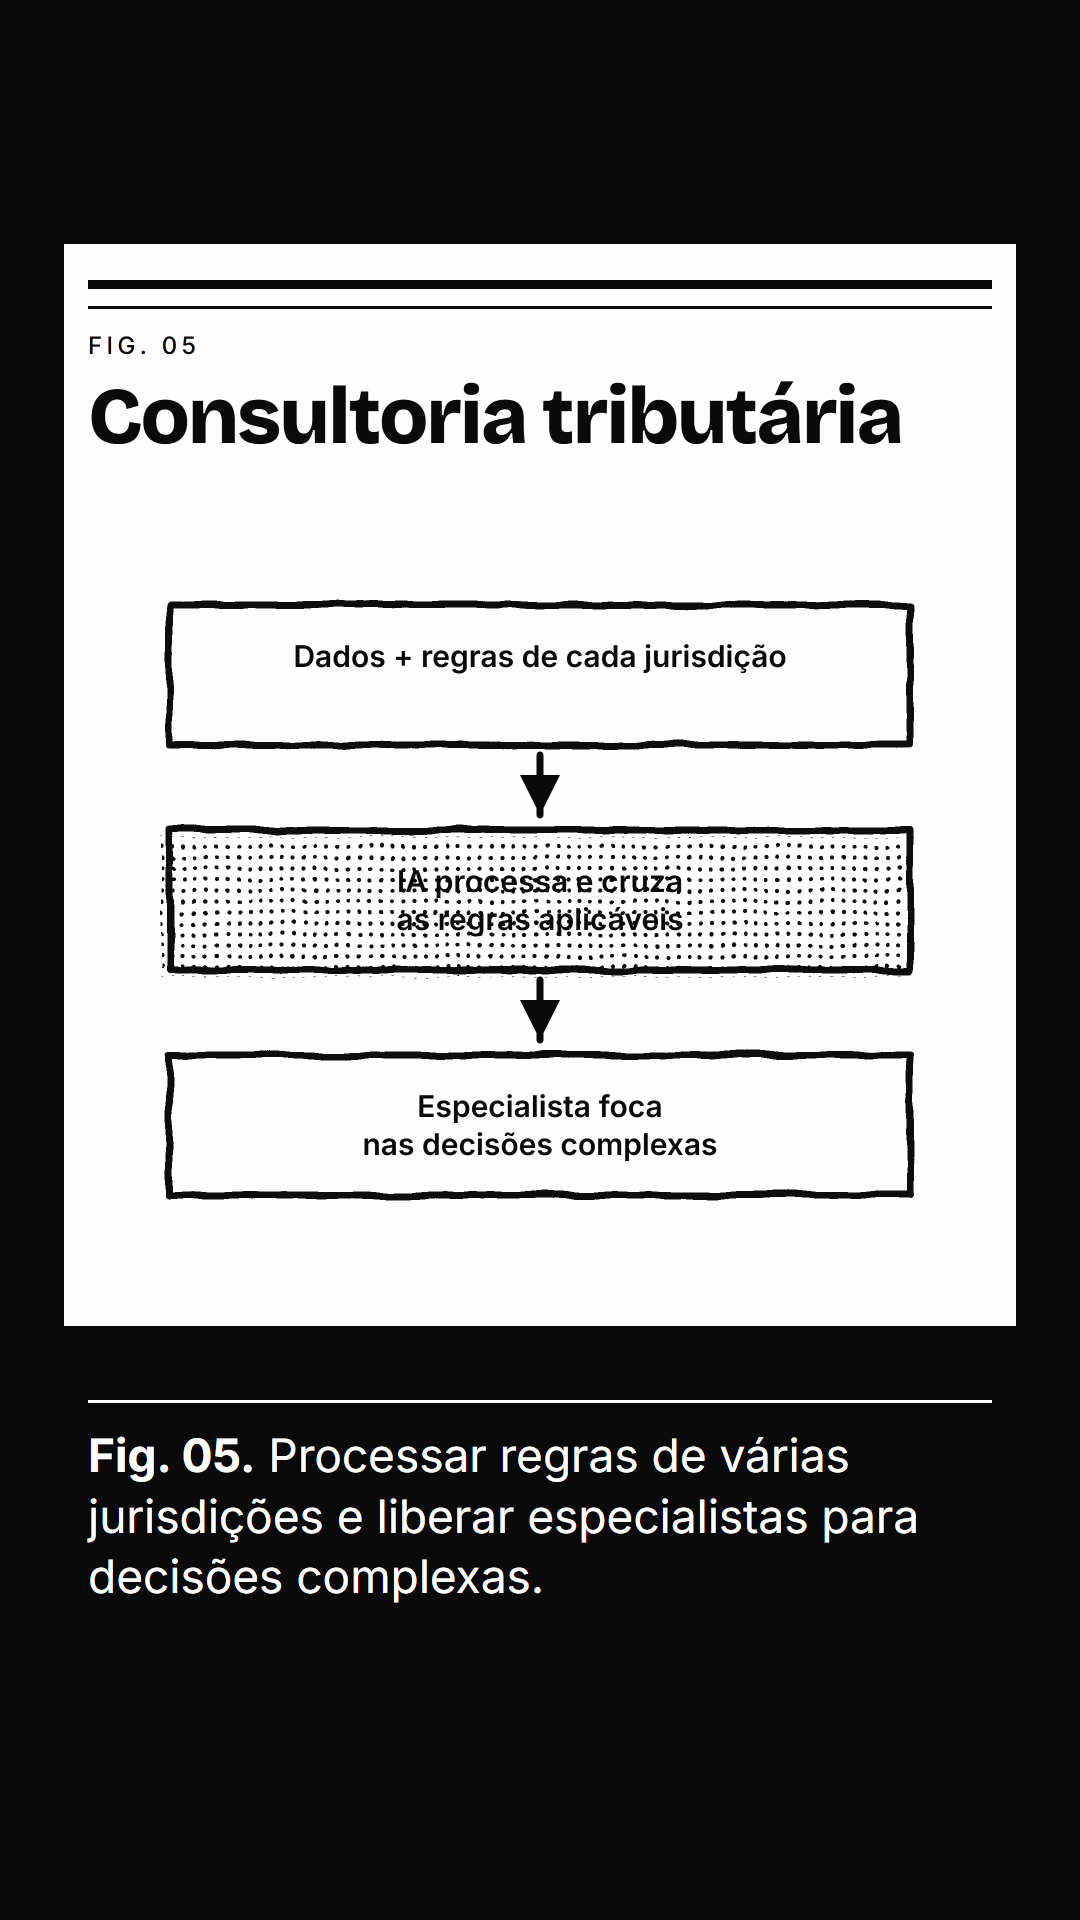 FIG. 05
Consultoria tributária
Dados + regras de cada jurisdição
IA processa e cruza
as regras aplicáveis
Especialista foca
nas decisões complexas
Fig. 05. Processar regras de várias
jurisdições e liberar especialistas para
decisões complexas.